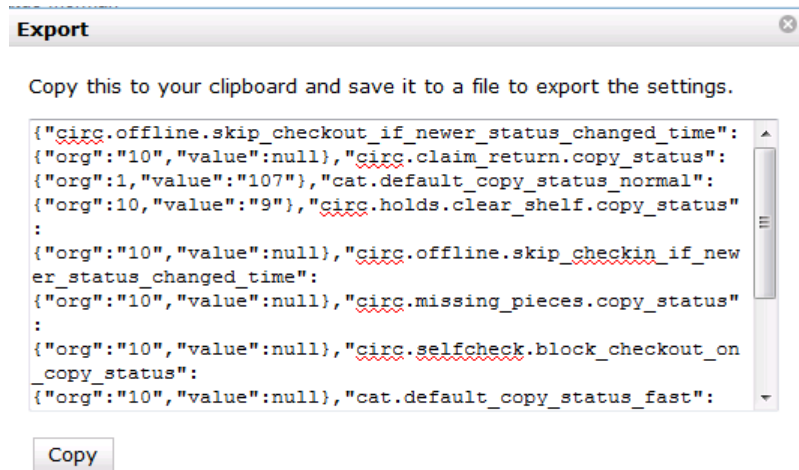 Export
Copy this to your clipboard and save it to a file to export the settings.
{"circ.offline.skip_checkout_if_newer_status_changed_time":
{"org":"10","value":null},"circ.claim_return.copy_status":
{"org":1,"value":"107"},"cat.default_copy_status_normal":
{"org":10,"value":"9"},"circ.holds.clear_shelf.copy_status"
:
{"org":"10","value":null},"circ.offline.skip_checkin_if_new
er_status_changed_time":
{"org":"10","value":null},"circ.missing_pieces.copy_status"
:
{"org":"10","value":null},"circ.selfcheck.block_checkout_on
_copy_status":
{"org":"10","value":null},"cat.default_copy_status_fast":
Copy